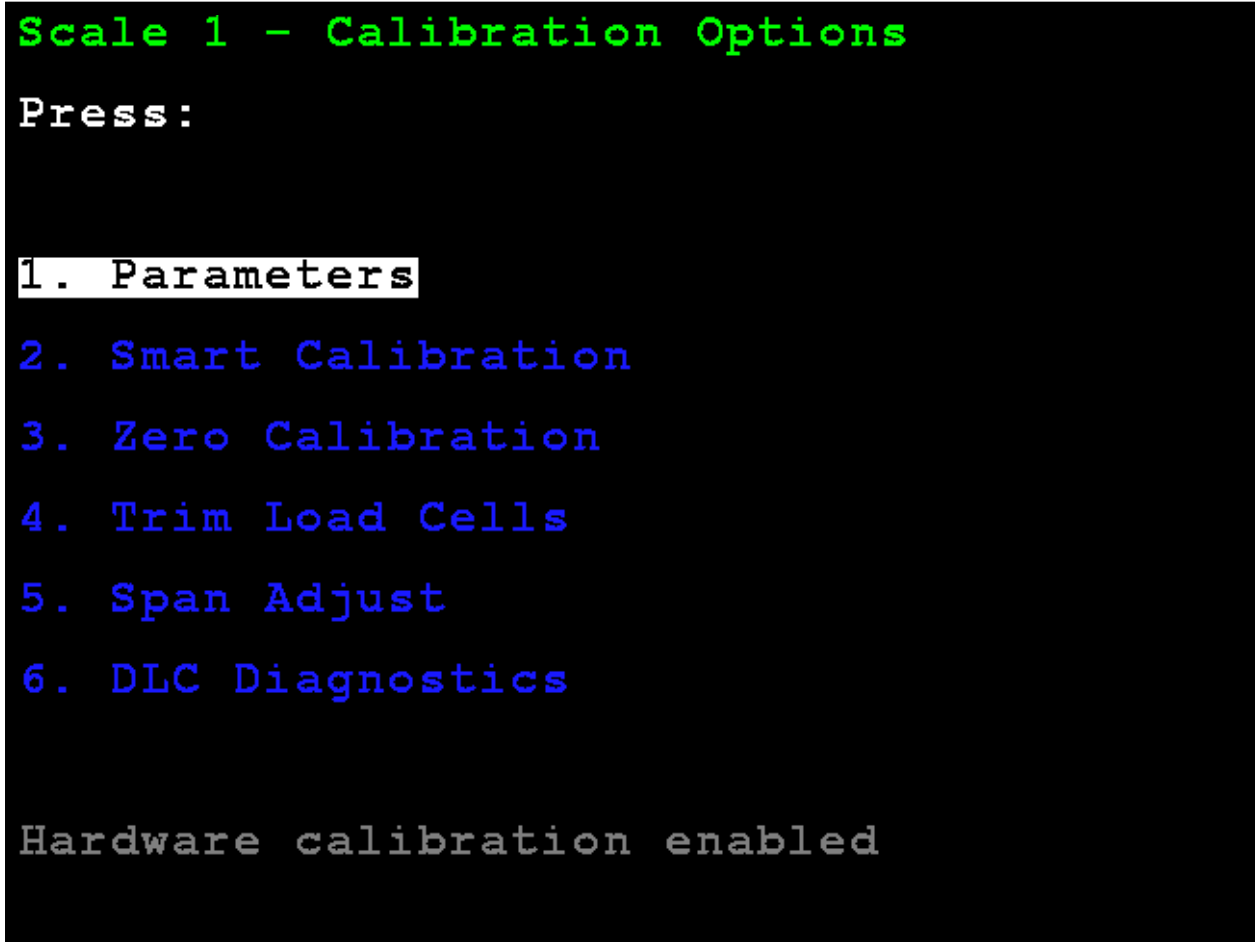 Scale 1 - Calibration Options
Press:
1. Parameters
2. Smart Calibration
3. Zero Calibration
4. Trim Load Cells
5. Span Adjust
6. DLC Diagnostics
Hardware calibration enabled